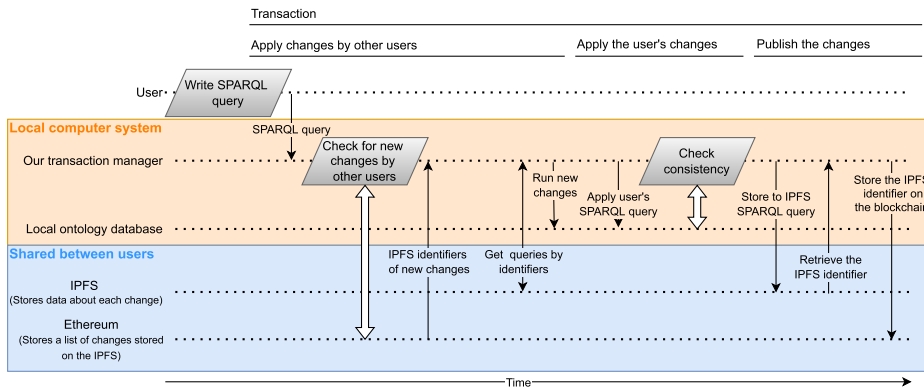 Transaction
Apply changes by other users
Apply the user's changes
Publish the changes
User
Write SPARQL
query
Local computer system
SPARQL query
Our transaction manager
Check for new
changes by
other users
Check
consistency
Run new
changes
Apply user's
SPARQL query
Store to IPFS
SPARQL query
Store the IPFS
identifier on
the blockchain
Local ontology database
Shared between users
IPFS identifiers
of new changes
Get queries by
identifiers
Retrieve the
IPFS identifier
IPFS
(Stores data about each change)
Ethereum
(Stores a list of changes stored
on the IPFS)
Time